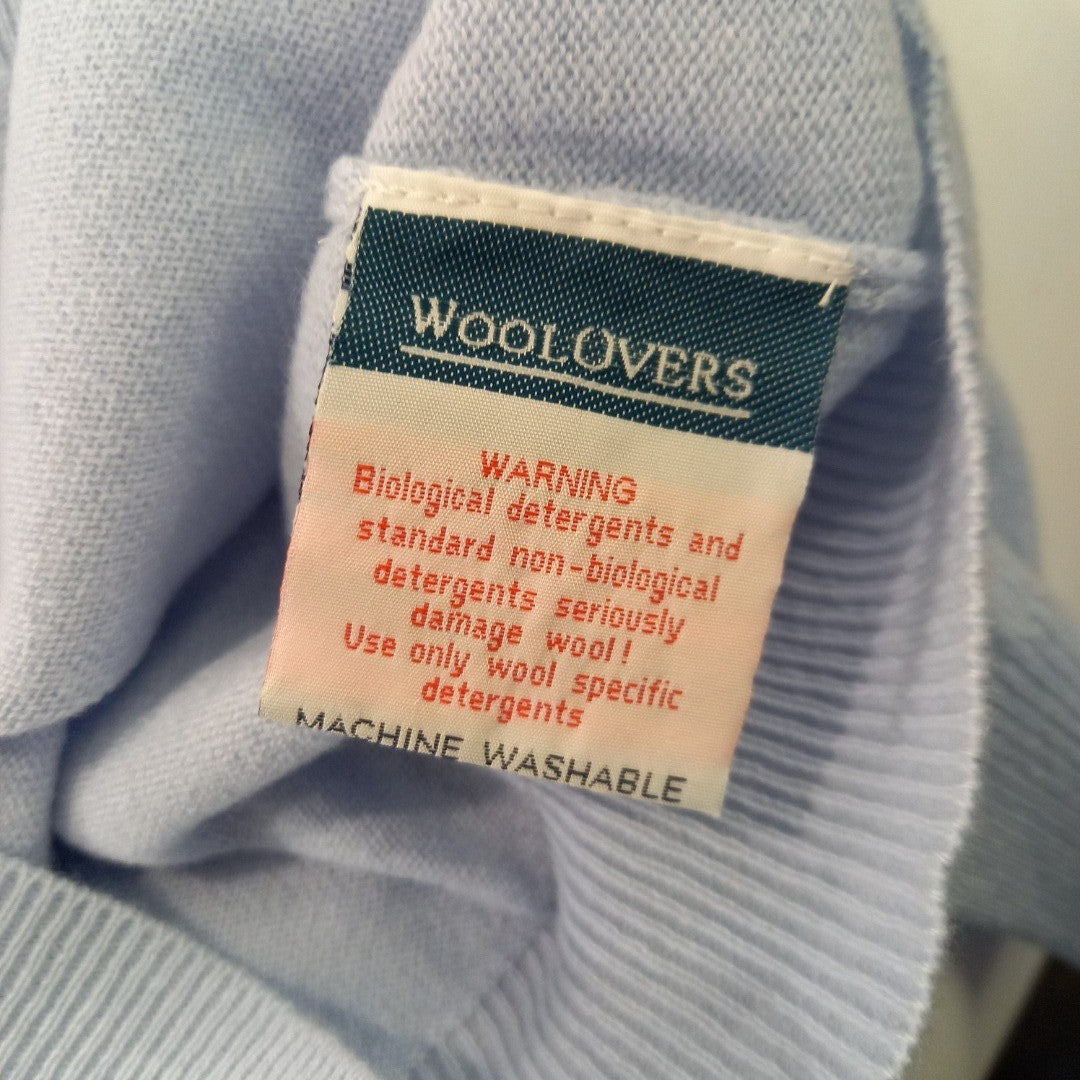 WOOLOVERS
WARNING
Biological detergents and
standard non-biological
detergents seriously
damage wool!
Use only wool specific
detergents
MACHINE WASHABLE